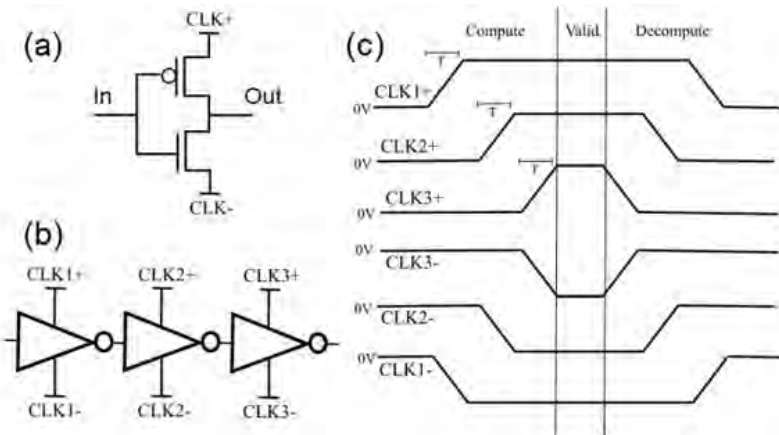 (a)
CLK+
In
Out
CLK-
(b)
CLK1+
CLK2+
CLK3+
CLK1-
CLK2-
CLK3-
(c)
Compute
Valid
Decompute
T
0V
CLK1+
T
0V
CLK2+
T
0V
CLK3+
0V
CLK3-
0V
CLK2-
0V
CLK1-